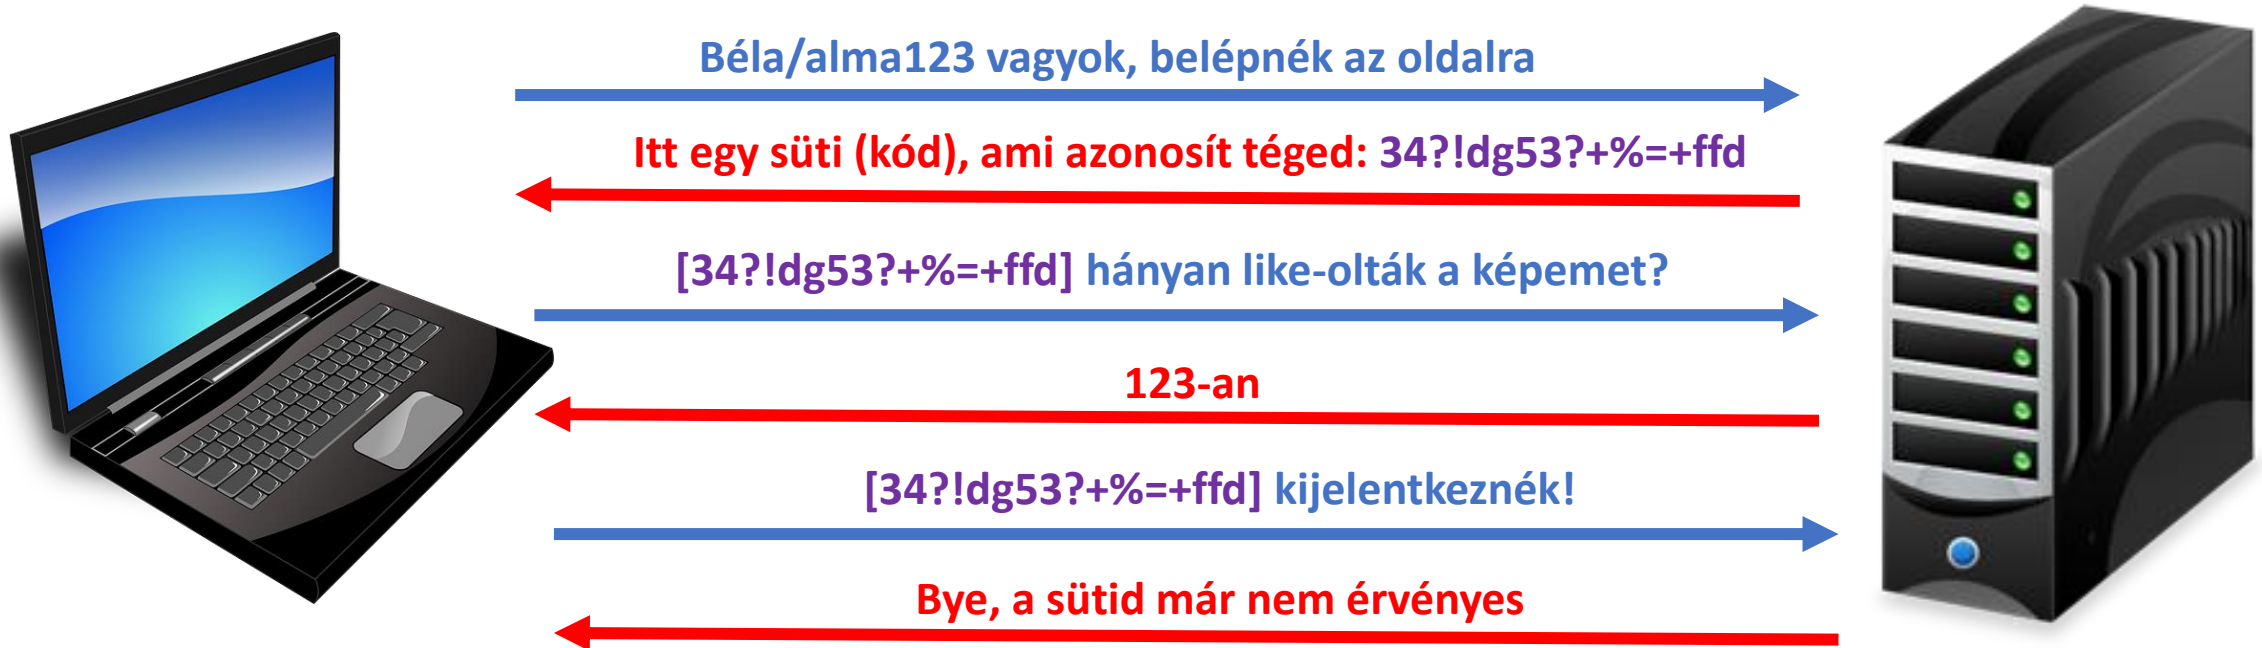 Béla/alma123 vagyok, belépnék az oldalra
Itt egy süti (kód), ami azonosít téged: 34?!dg53?+%=+ffd
[34?!dg53?+%=+ffd] hányan like-olták a képemet?
123-an
[34?!dg53?+%=+ffd] kijelentkeznék!
Bye, a sütid már nem érvényes